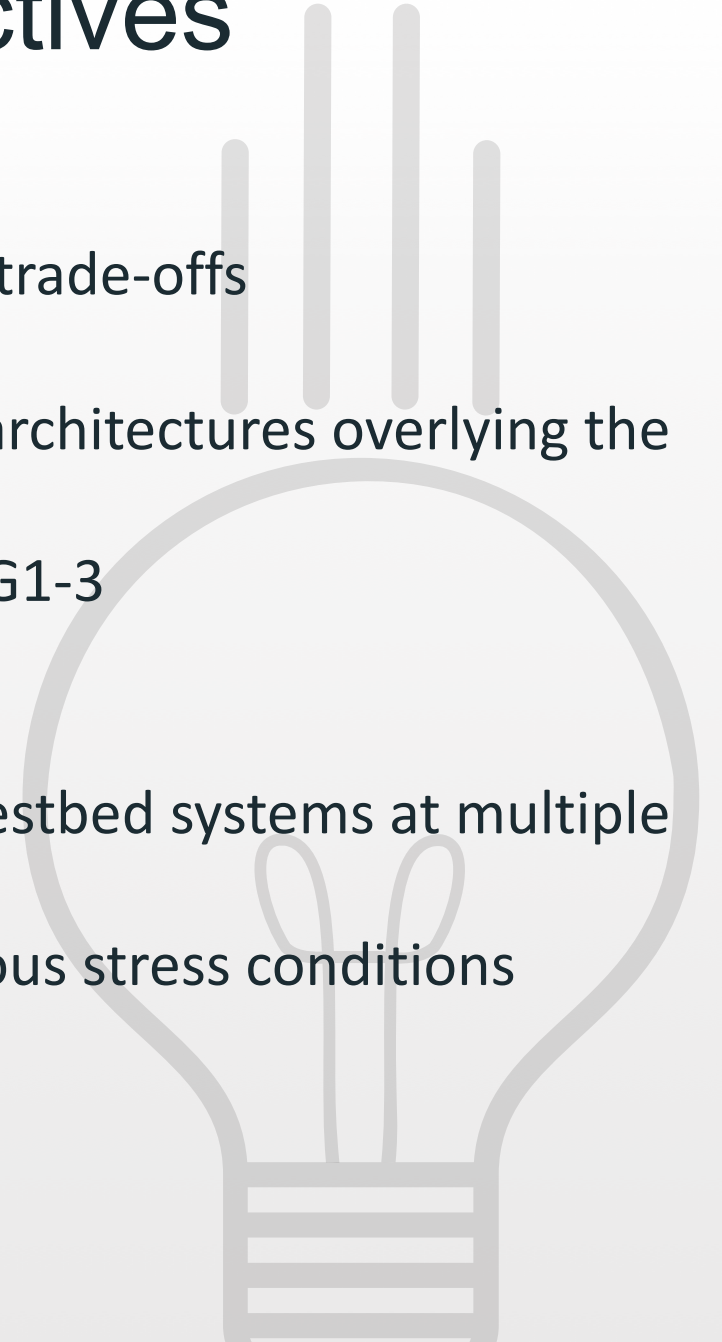 ctives
trade-offs
architectures overlying the
G1-3
estbed systems at multiple
ous stress conditions